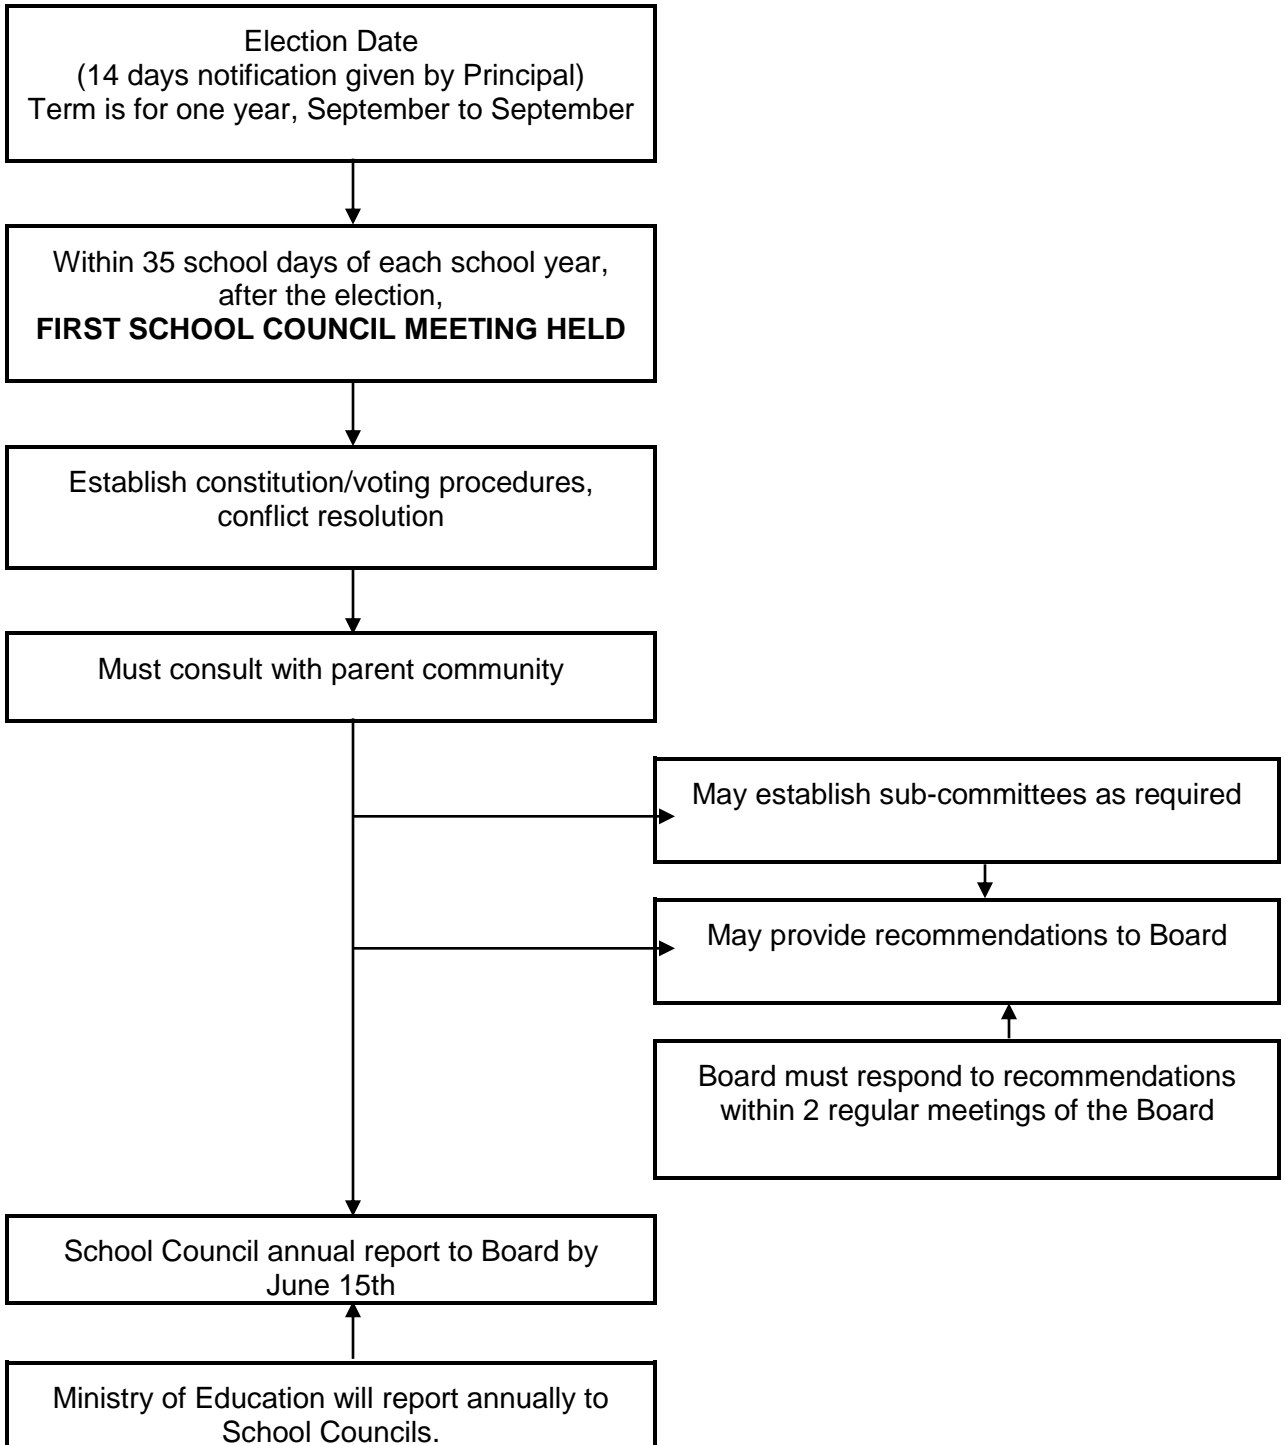 Election Date
(14 days notification given by Principal)
Term is for one year, September to September
Within 35 school days of each school year,
after the election,
FIRST SCHOOL COUNCIL MEETING HELD
Establish constitution/voting procedures,
conflict resolution
Must consult with parent community
May establish sub-committees as required
May provide recommendations to Board
Board must respond to recommendations
within 2 regular meetings of the Board
School Council annual report to Board by
June 15th
Ministry of Education will report annually to
School Councils.